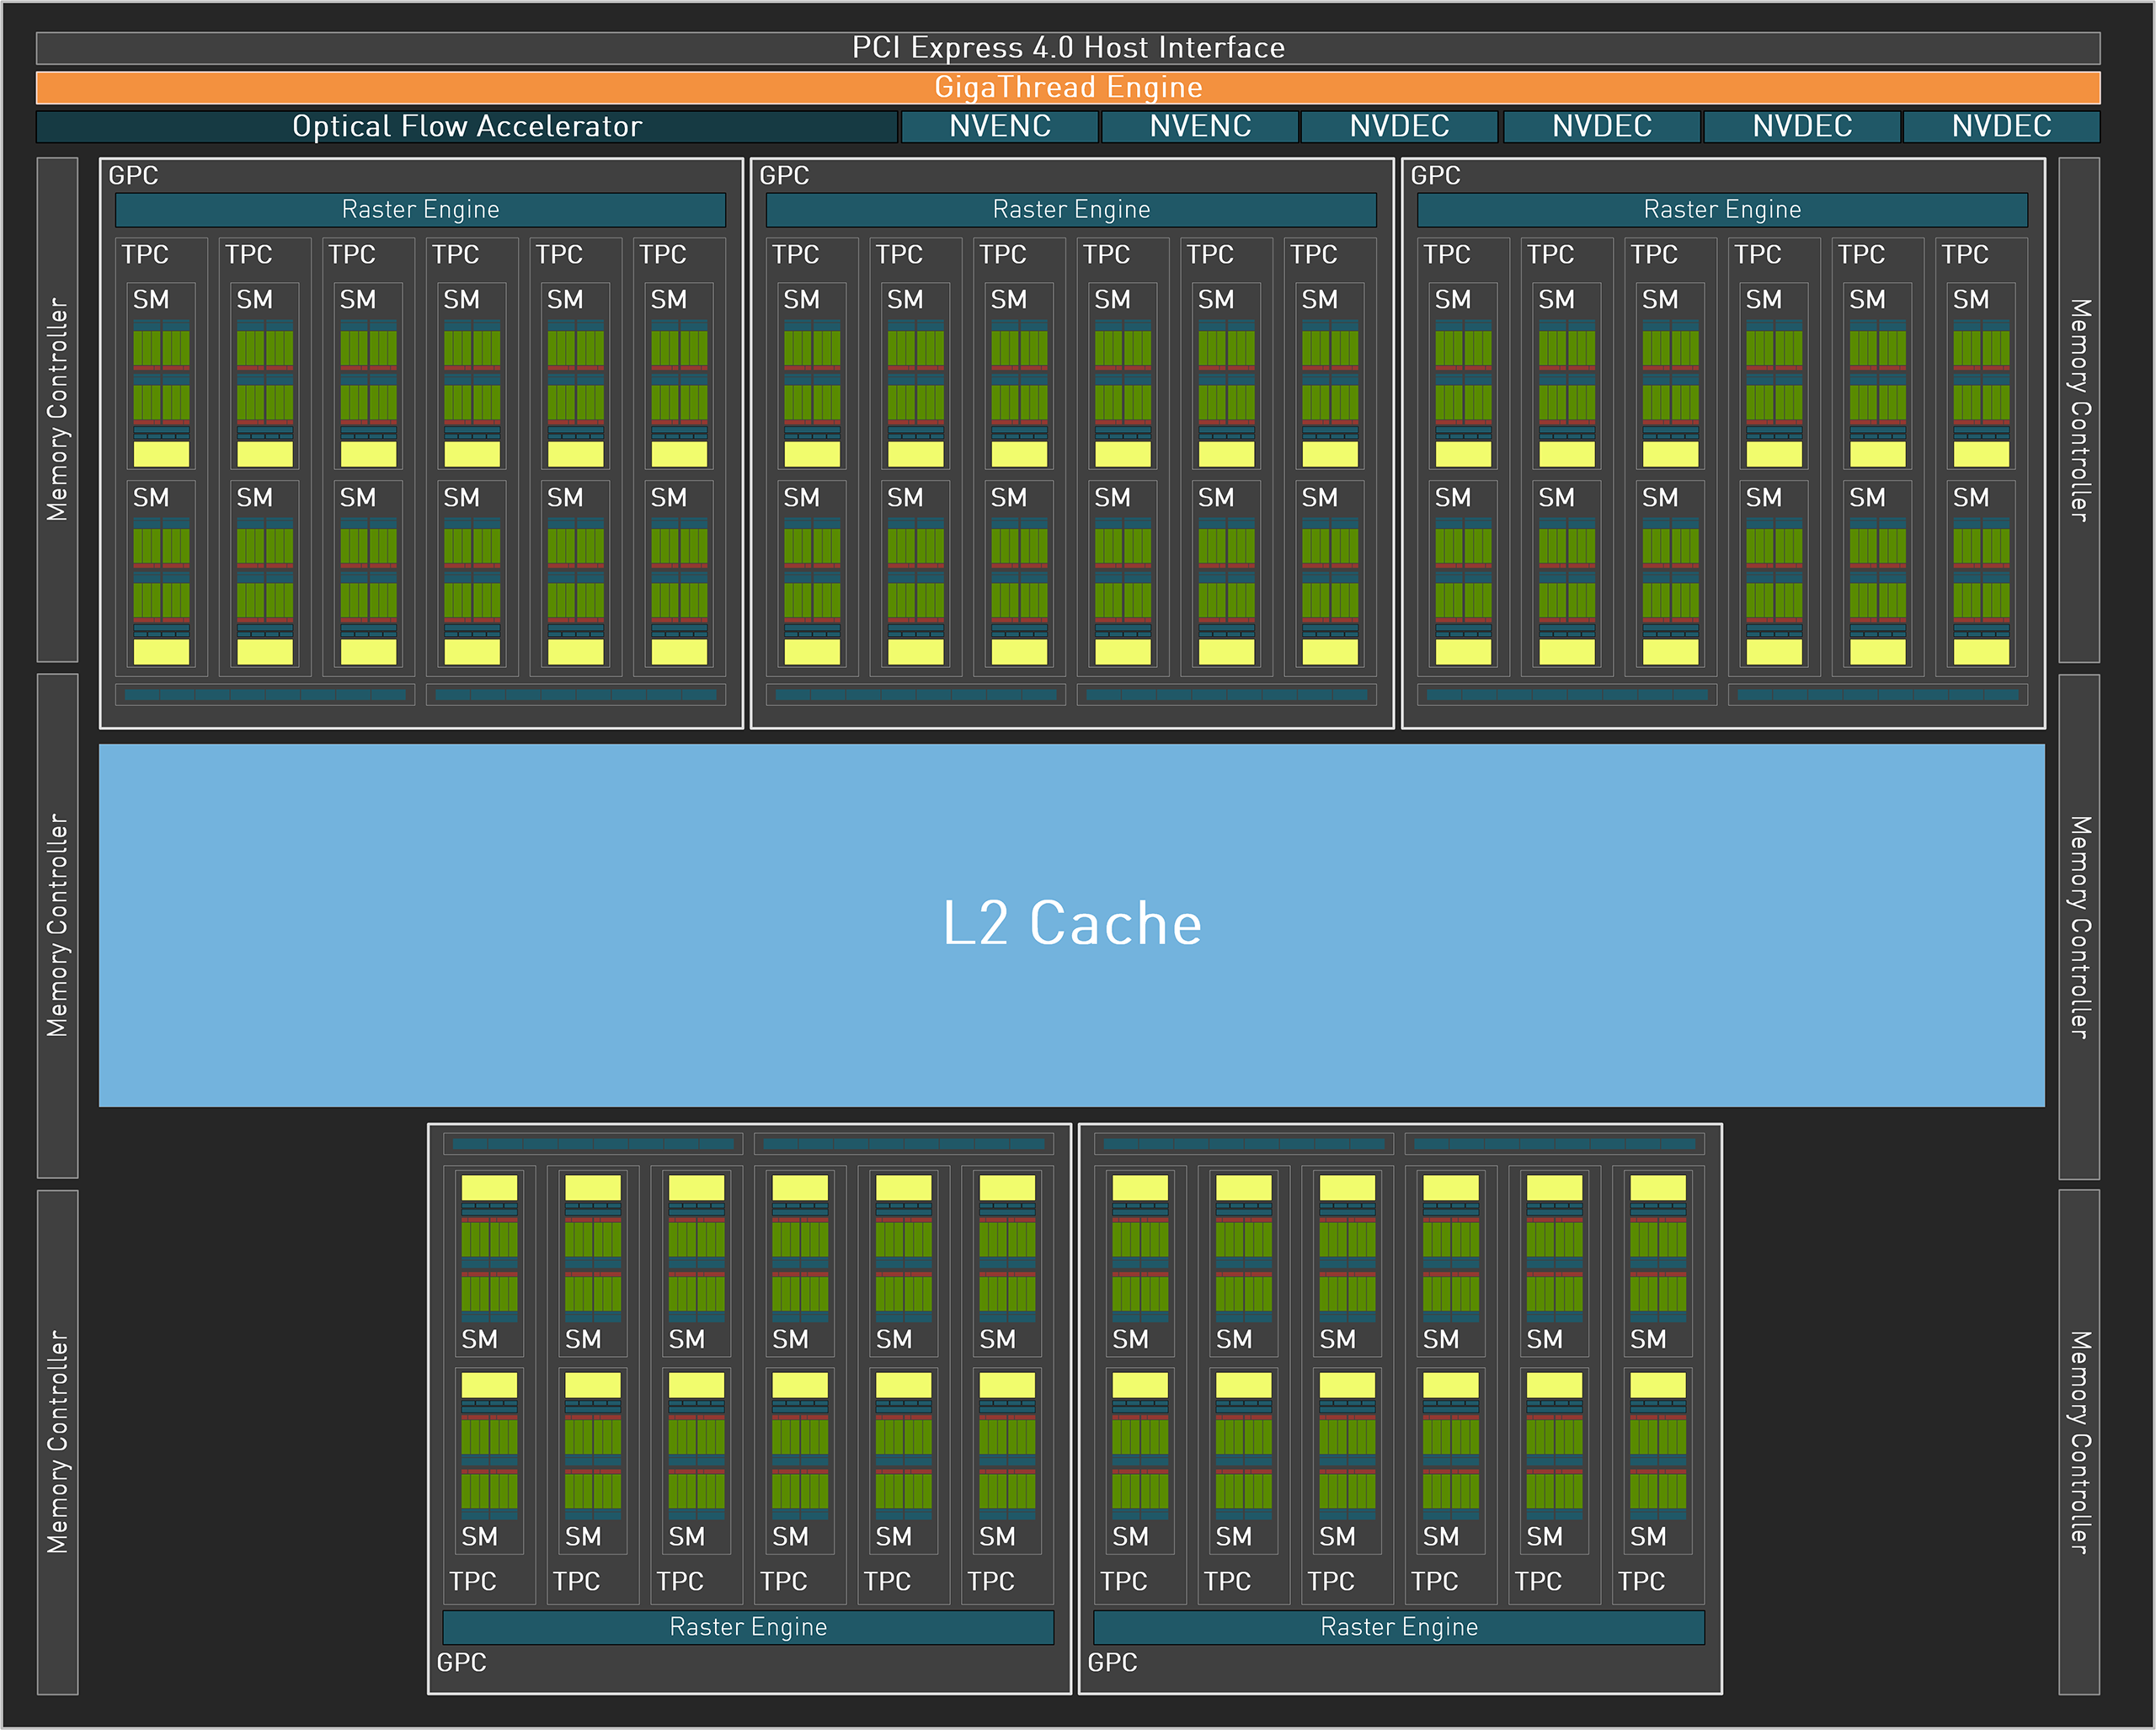 PCI Express 4.0 Host Interface
GigaThread Engine
Optical Flow Accelerator NVENC NVENC NVDEC NVDEC NVDEC NVDEC
GPC GPC GPC
Raster Engine Raster Engine Raster Engine
TPC TPC TPC TPC TPC TPC TPC TPC TPC TPC TPC TPC TPC TPC TPC TPC TPC TPC
SM SM SM SM SM SM SM SM SM SM SM SM SM SM SM SM SM SM
Memory Controller Memory Controller
SM SM SM SM SM SM SM SM SM SM SM SM SM SM SM SM SM SM
L2 Cache
Memory Controller Memory Controller
SM SM SM SM SM SM SM SM SM SM SM SM
Memory Controller Memory Controller
SM SM SM SM SM SM SM SM SM SM SM SM
TPC TPC TPC TPC TPC TPC TPC TPC TPC TPC TPC TPC
Raster Engine Raster Engine
GPC GPC